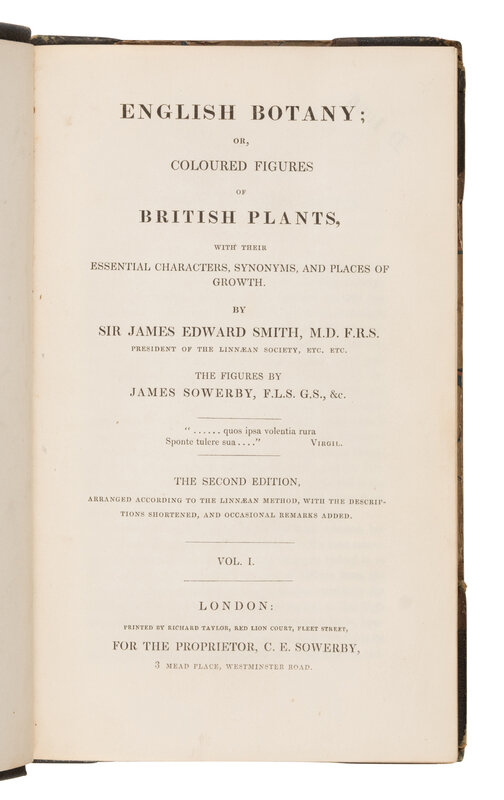 ENGLISH BOTANY;
OR,
COLOURED FIGURES
OF
BRITISH PLANTS,
WITH THEIR
ESSENTIAL CHARACTERS, SYNONYMS, AND PLACES OF
GROWTH.
BY
SIR JAMES EDWARD SMITH, M.D. F.R.S.
PRESIDENT OF THE LINNÆAN SOCIETY, ETC. ETC.
THE FIGURES BY
JAMES SOWERBY, F.L.S. G.S., &c.
“ ...... quos ipsa volentia rura
Sponte tulere sua ....” VIRGIL.
THE SECOND EDITION,
ARRANGED ACCORDING TO THE LINNÆAN METHOD, WITH THE DESCRIP-
TIONS SHORTENED, AND OCCASIONAL REMARKS ADDED.
VOL. I.
LONDON:
PRINTED BY RICHARD TAYLOR, RED LION COURT, FLEET STREET,
FOR THE PROPRIETOR, C. E. SOWERBY,
3 MEAD PLACE, WESTMINSTER ROAD.